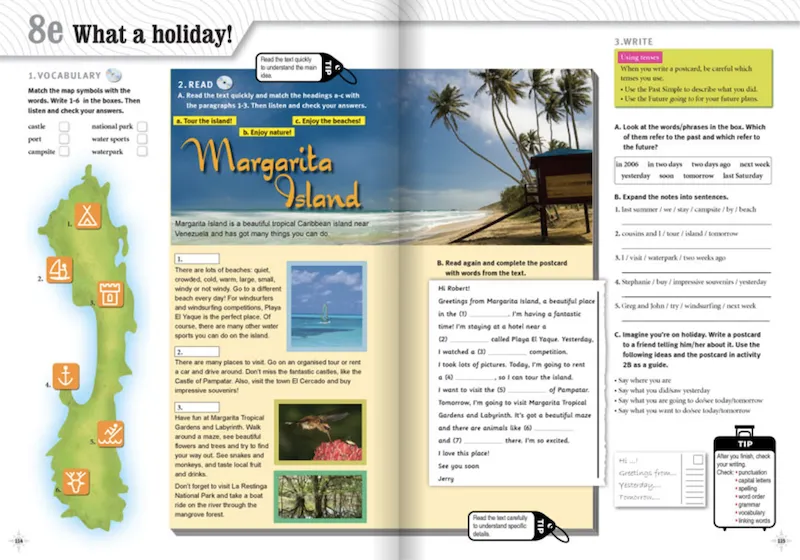 8e What a holiday!
1. VOCABULARY
Match the map symbols with the
words. Write 1-6 in the boxes. Then
listen and check your answers.
castle
national park
port
water sports
campsite
waterpark
1.
2.
3.
4.
5.
6.
Read the text quickly
to understand the main
idea.
TIP
2. READ
A. Read the text quickly and match the headings a-c with
the paragraphs 1-3. Then listen and check your answers.
a. Tour the island!
c. Enjoy the beaches!
b. Enjoy nature!
Margarita
Island
Margarita Island is a beautiful tropical Caribbean island near
Venezuela and has got many things you can do.
1.
There are lots of beaches: quiet,
crowded, cold, warm, large, small,
windy or not windy. Go to a different
beach every day! For windsurfers
and windsurfing competitions, Playa
El Yaque is the perfect place. Of
course, there are many other water
sports you can do on the island.
2.
There are many places to visit. Go on an organised tour or rent
a car and drive around. Don't miss the fantastic castles, like the
Castle of Pampatar. Also, visit the town El Cercado and buy
impressive souvenirs!
3.
Have fun at Margarita Tropical
Gardens and Labyrinth. Walk
around a maze, see beautiful
flowers and trees and try to find
your way out. See snakes and
monkeys, and taste local fruit
and drinks.
Don't forget to visit La Restinga
National Park and take a boat
ride on the river through the
mangrove forest.
B. Read again and complete the postcard
with words from the text.
Hi Robert!
Greetings from Margarita Island, a beautiful place
in the (1) ________. I'm having a fantastic
time! I'm staying at a hotel near a
(2) ________ called Playa El Yaque. Yesterday,
I watched a (3) ________ competition.
I took lots of pictures. Today, I'm going to rent
a (4) ________, so I can tour the island.
I want to visit the (5) ________ of Pampatar.
Tomorrow, I'm going to visit Margarita Tropical
Gardens and Labyrinth. It's got a beautiful maze
and there are animals like (6) ________
and (7) ________ there. I'm so excited.
I love this place!
See you soon
Jerry
Read the text carefully
to understand specific
details.
TIP
3. WRITE
Using tenses
When you write a postcard, be careful which
tenses you use.
• Use the Past Simple to describe what you did.
• Use the Future going to for your future plans.
A. Look at the words/phrases in the box. Which
of them refer to the past and which refer to
the future?
in 2006 in two days two days ago next week
yesterday soon tomorrow last Saturday
B. Expand the notes into sentences.
1. last summer / we / stay / campsite / by / beach
2. cousins and I / tour / island / tomorrow
3. I / visit / waterpark / two weeks ago
4. Stephanie / buy / impressive souvenirs / yesterday
5. Greg and John / try / windsurfing / next week
C. Imagine you're on holiday. Write a postcard
to a friend telling him/her about it. Use the
following ideas and the postcard in activity
2B as a guide.
• Say where you are
• Say what you did/saw yesterday
• Say what you are going to do/see today/tomorrow
• Say what you want to do/see today/tomorrow
Hi ...!
Greetings from...
Yesterday...
Tomorrow...
TIP
After you finish, check
your writing.
Check: • punctuation
• capital letters
• spelling
• word order
• grammar
• vocabulary
• linking words
114
115